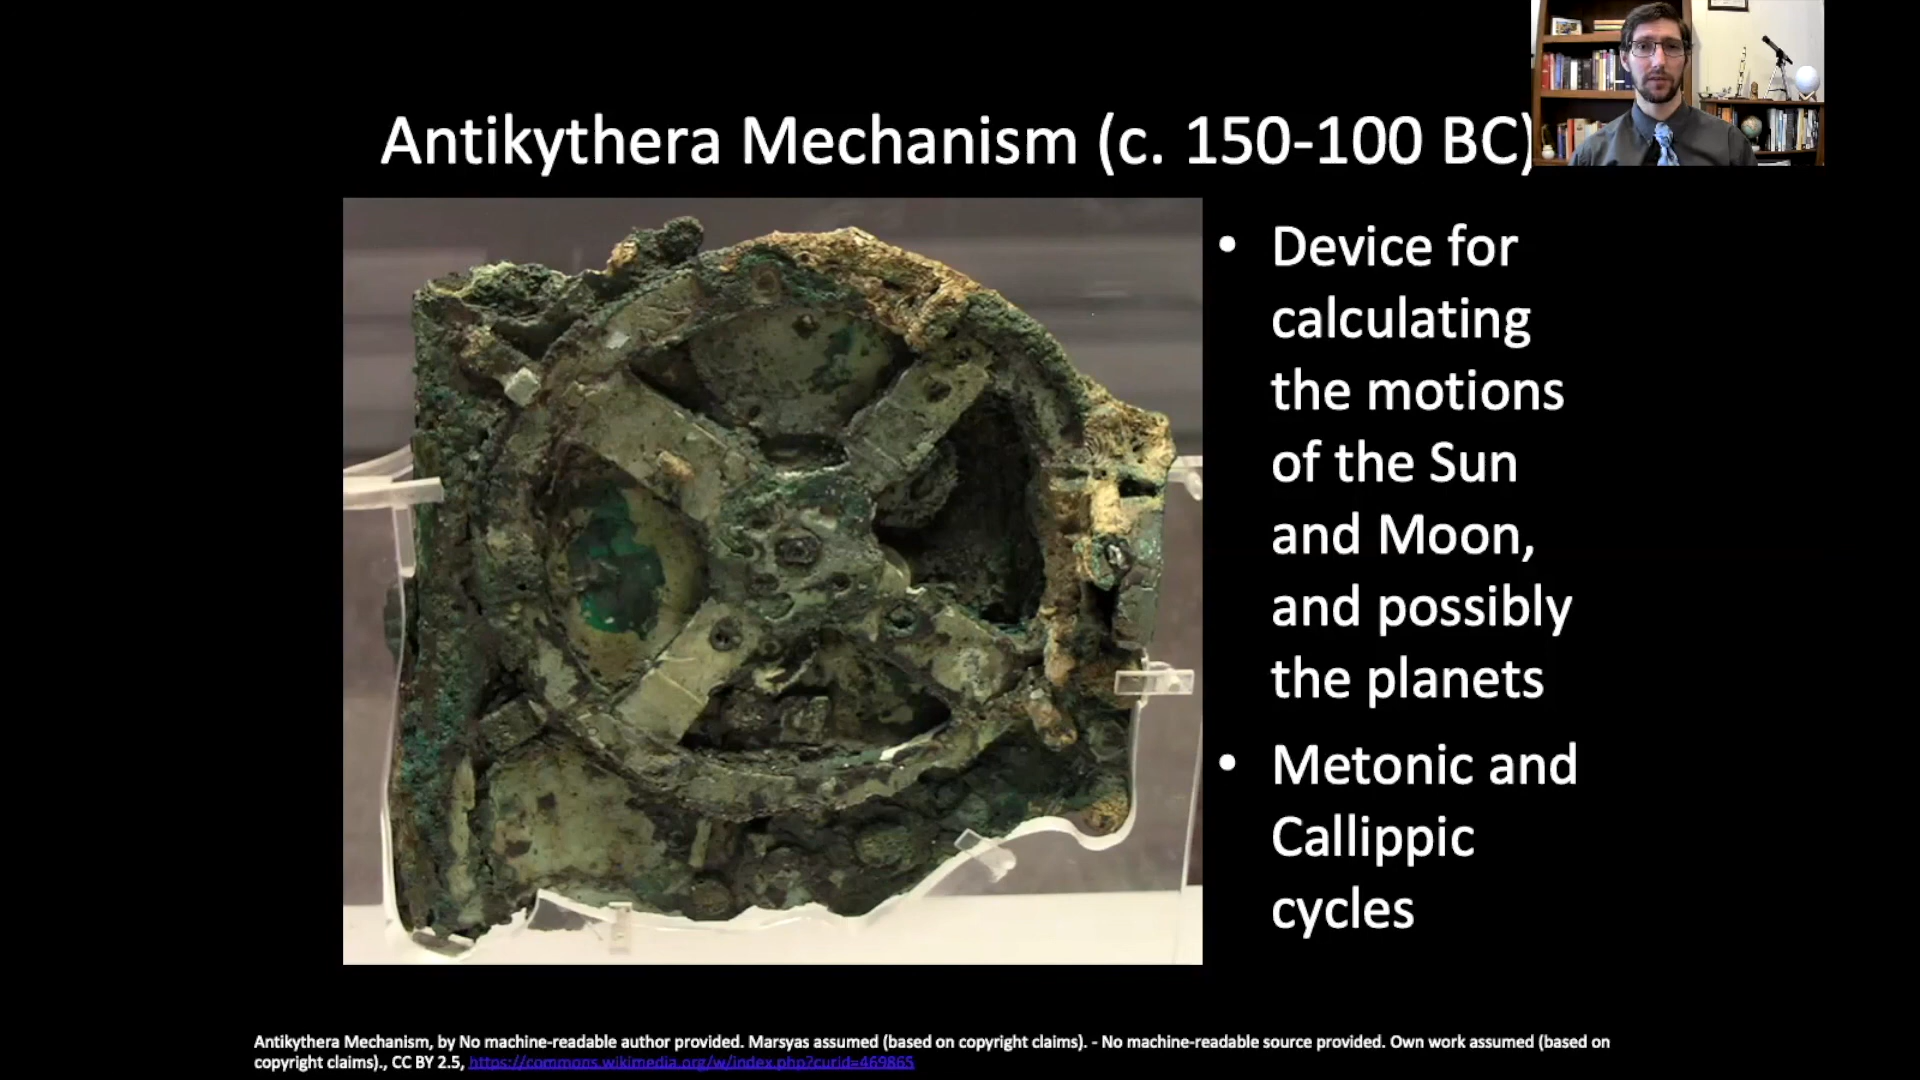 Antikythera Mechanism (c. 150-100 BC)
• Device for
calculating
the motions
of the Sun
and Moon,
and possibly
the planets
• Metonic and
Callippic
cycles
Antikythera Mechanism, by No machine-readable author provided. Marsyas assumed (based on copyright claims). - No machine-readable source provided. Own work assumed (based on
copyright claims)., CC BY 2.5, https://commons.wikimedia.org/w/index.php?curid=469865